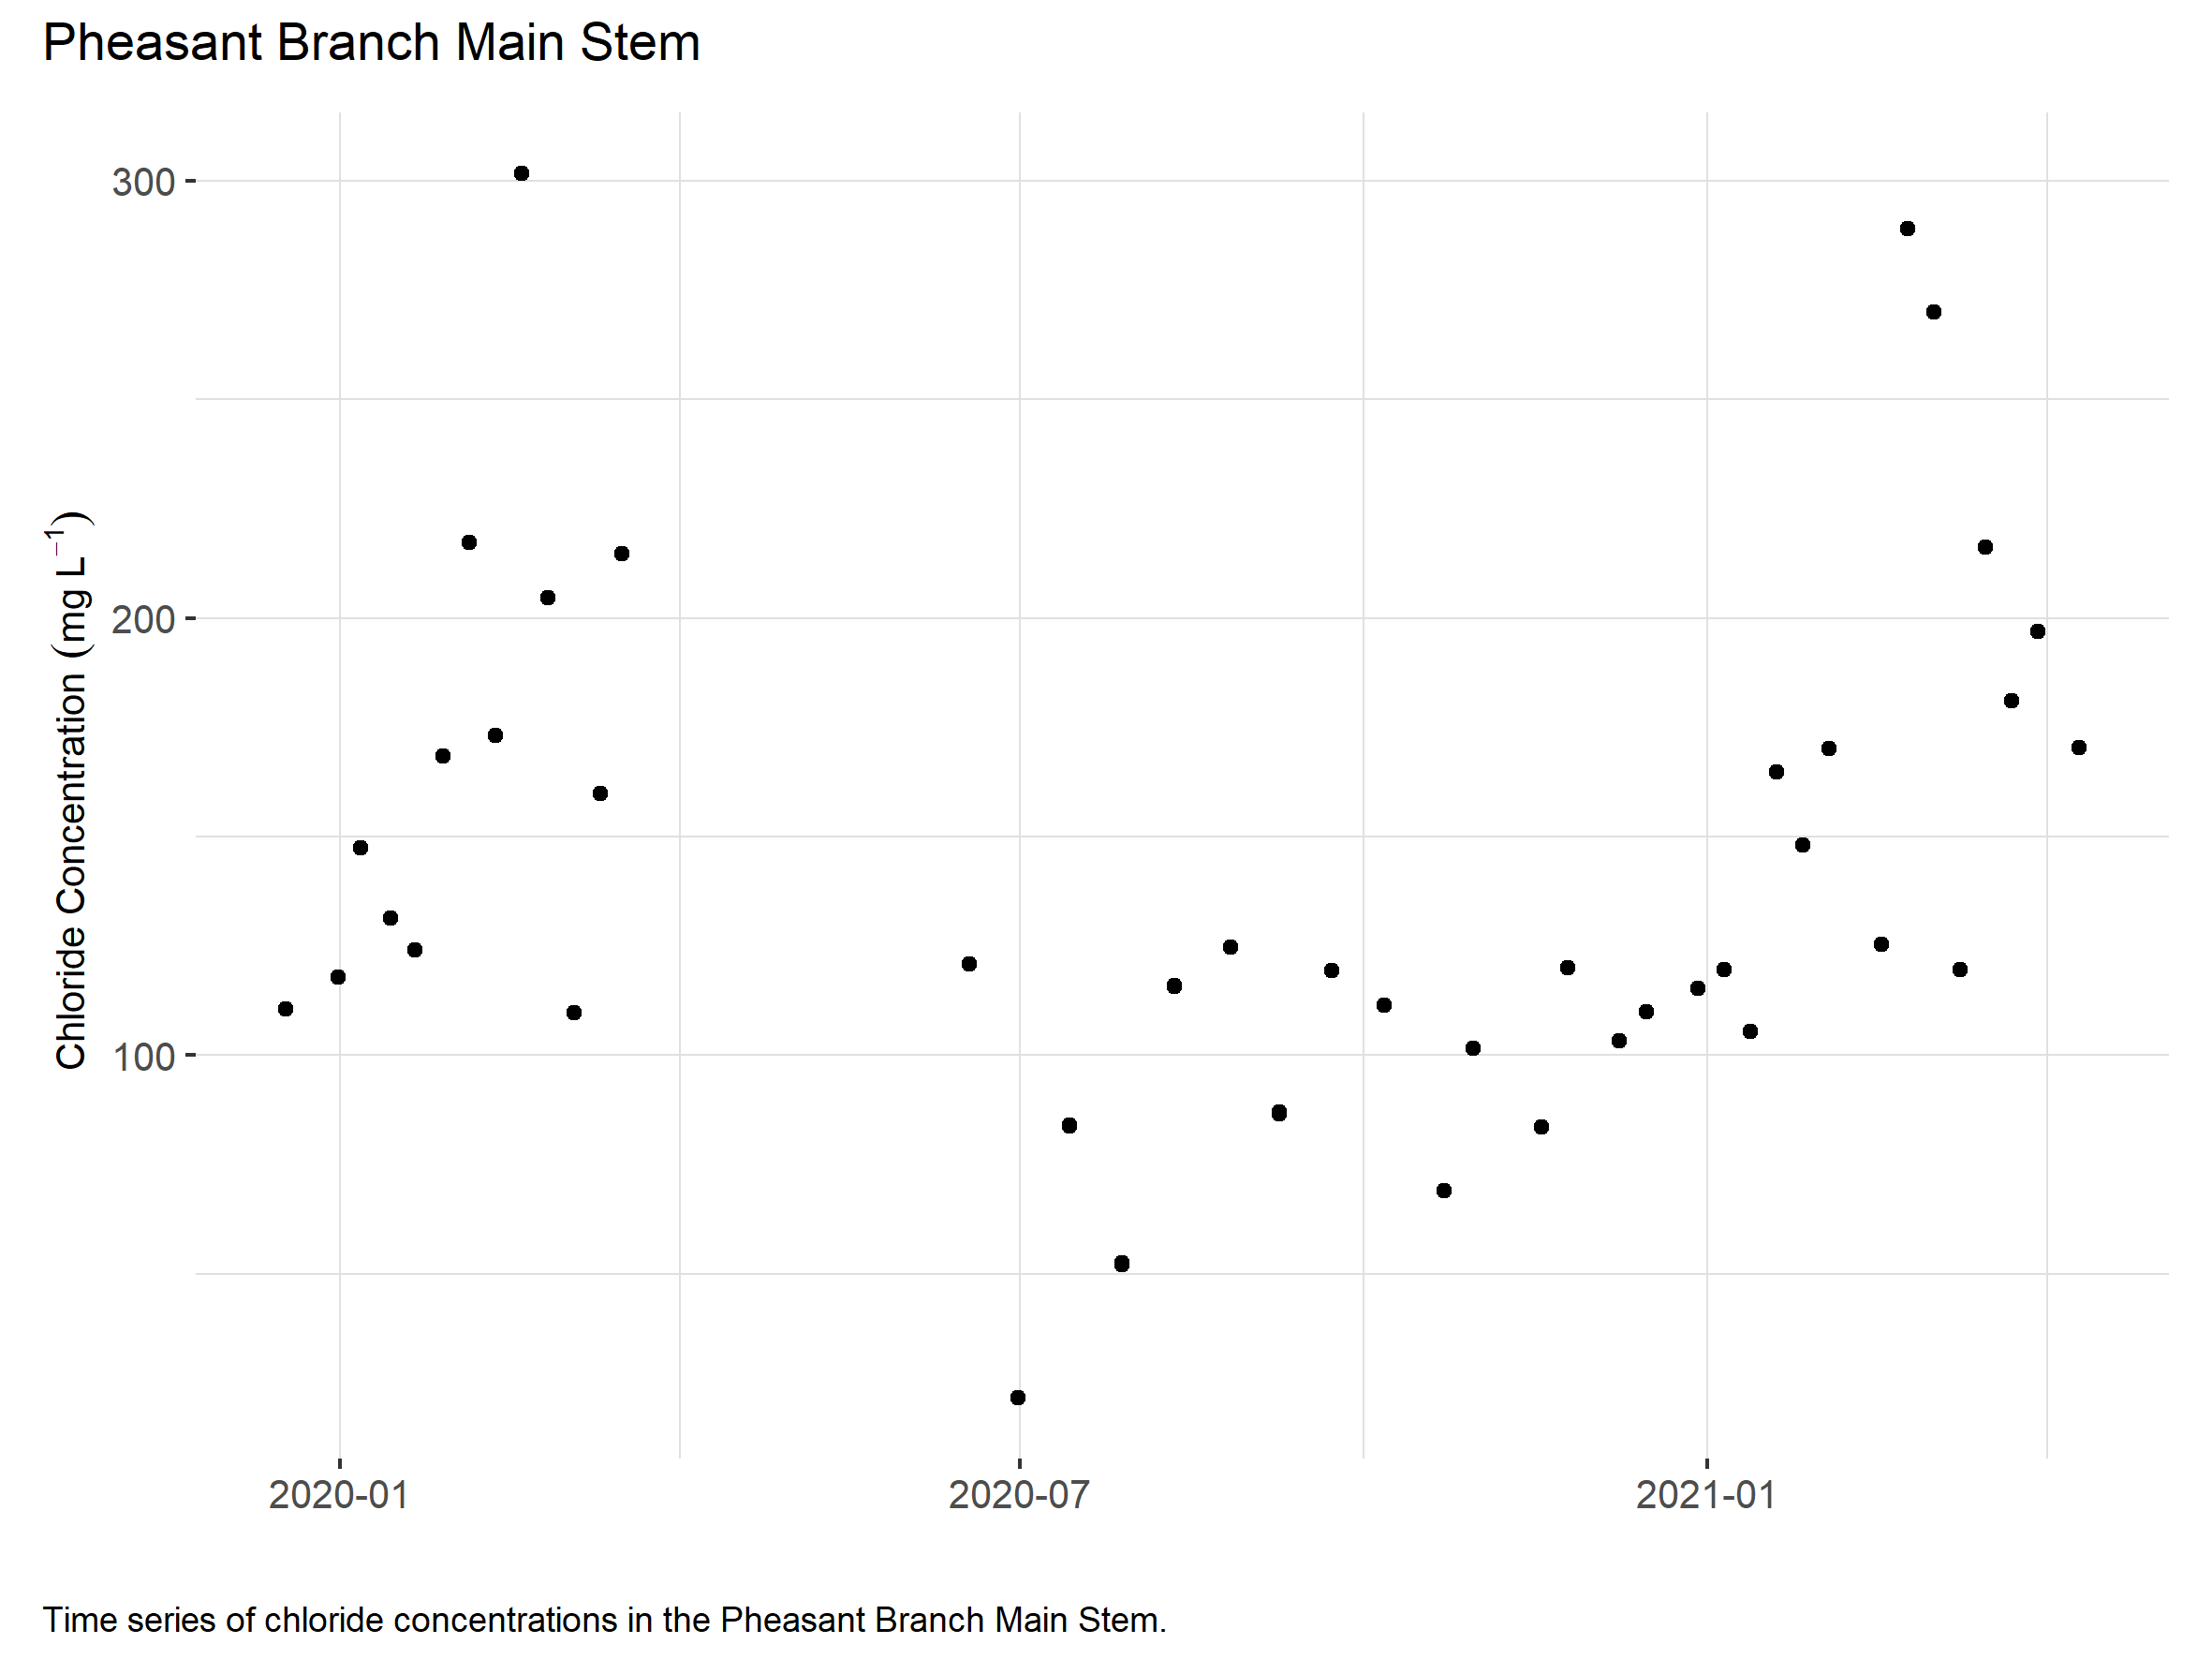 Pheasant Branch Main Stem
Chloride Concentration (mg L⁻¹)
300
200
100
2020-01 2020-07 2021-01
Time series of chloride concentrations in the Pheasant Branch Main Stem.